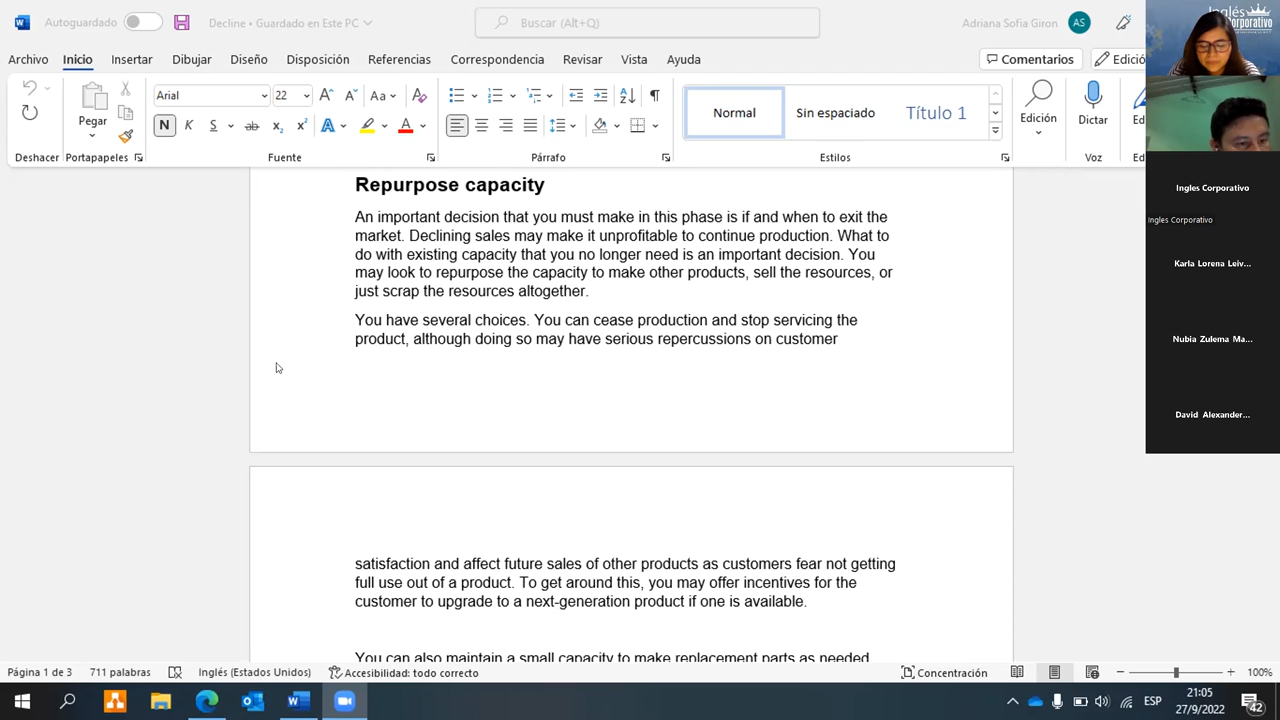 Autoguardado
Decline • Guardado en Este PC
Buscar (Alt+Q)
Adriana Sofia Giron
AS
Archivo Inicio Insertar Dibujar Diseño Disposición Referencias Correspondencia Revisar Vista Ayuda
Comentarios
Edició
Pegar
Arial
22
Aa
N K S ab x₂ x² A A
Normal
Sin espaciado
Título 1
Edición
Dictar
Ed
Deshacer
Portapapeles
Fuente
Párrafo
Estilos
Voz
Ed
Repurpose capacity
An important decision that you must make in this phase is if and when to exit the
market. Declining sales may make it unprofitable to continue production. What to
do with existing capacity that you no longer need is an important decision. You
may look to repurpose the capacity to make other products, sell the resources, or
just scrap the resources altogether.
You have several choices. You can cease production and stop servicing the
product, although doing so may have serious repercussions on customer
satisfaction and affect future sales of other products as customers fear not getting
full use out of a product. To get around this, you may offer incentives for the
customer to upgrade to a next-generation product if one is available.
You can also maintain a small capacity to make replacement parts as needed
Inglés
Corporativo
Ingles Corporativo
Ingles Corporativo
Karla Lorena Leiv...
Nubia Zulema Ma...
David Alexander...
Página 1 de 3
711 palabras
Inglés (Estados Unidos)
Accesibilidad: todo correcto
Concentración
100%
ESP
21:05
27/9/2022
42